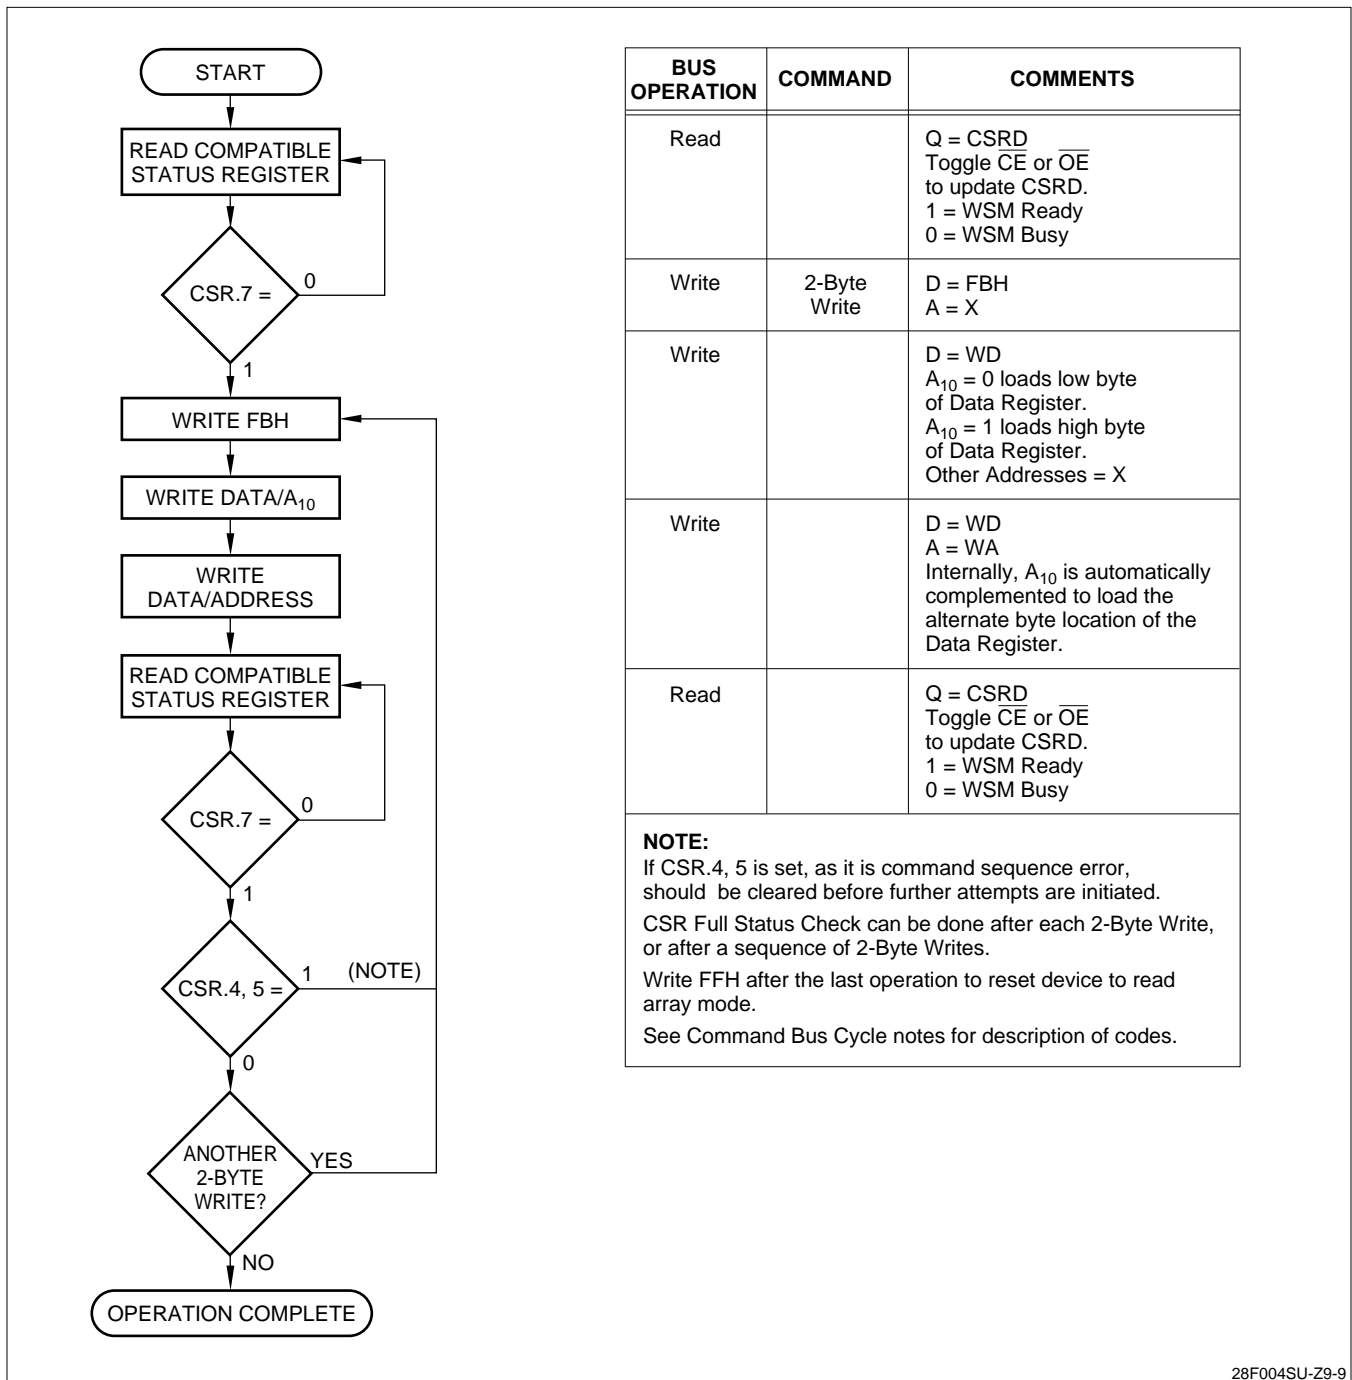 START
READ COMPATIBLE
STATUS REGISTER
CSR.7 =
0
1
WRITE FBH
WRITE DATA/A10
WRITE
DATA/ADDRESS
READ COMPATIBLE
STATUS REGISTER
CSR.7 =
0
1
CSR.4, 5 =
1
(NOTE)
0
ANOTHER
2-BYTE
WRITE?
YES
NO
OPERATION COMPLETE
BUS
OPERATION
COMMAND
COMMENTS
Read
Q = CSRD
Toggle C̅E̅ or O̅E̅
to update CSRD.
1 = WSM Ready
0 = WSM Busy
Write
2-Byte
Write
D = FBH
A = X
Write
D = WD
A10 = 0 loads low byte
of Data Register.
A10 = 1 loads high byte
of Data Register.
Other Addresses = X
Write
D = WD
A = WA
Internally, A10 is automatically
complemented to load the
alternate byte location of the
Data Register.
Read
Q = CSRD
Toggle C̅E̅ or O̅E̅
to update CSRD.
1 = WSM Ready
0 = WSM Busy
NOTE:
If CSR.4, 5 is set, as it is command sequence error,
should be cleared before further attempts are initiated.
CSR Full Status Check can be done after each 2-Byte Write,
or after a sequence of 2-Byte Writes.
Write FFH after the last operation to reset device to read
array mode.
See Command Bus Cycle notes for description of codes.
28F004SU-Z9-9